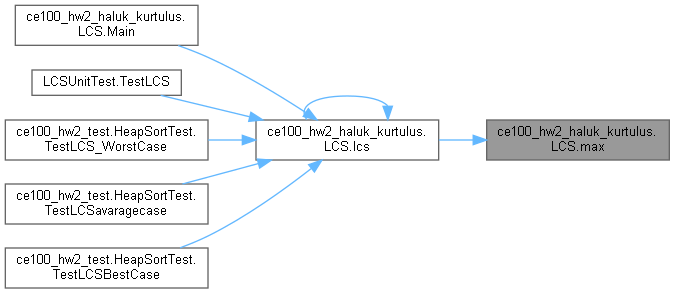 ce100_hw2_haluk_kurtulus.
LCS.Main
LCSUnitTest.TestLCS
ce100_hw2_test.HeapSortTest.
TestLCS_WorstCase
ce100_hw2_test.HeapSortTest.
TestLCSavaragecase
ce100_hw2_test.HeapSortTest.
TestLCSBestCase
ce100_hw2_haluk_kurtulus.
LCS.lcs
ce100_hw2_haluk_kurtulus.
LCS.max